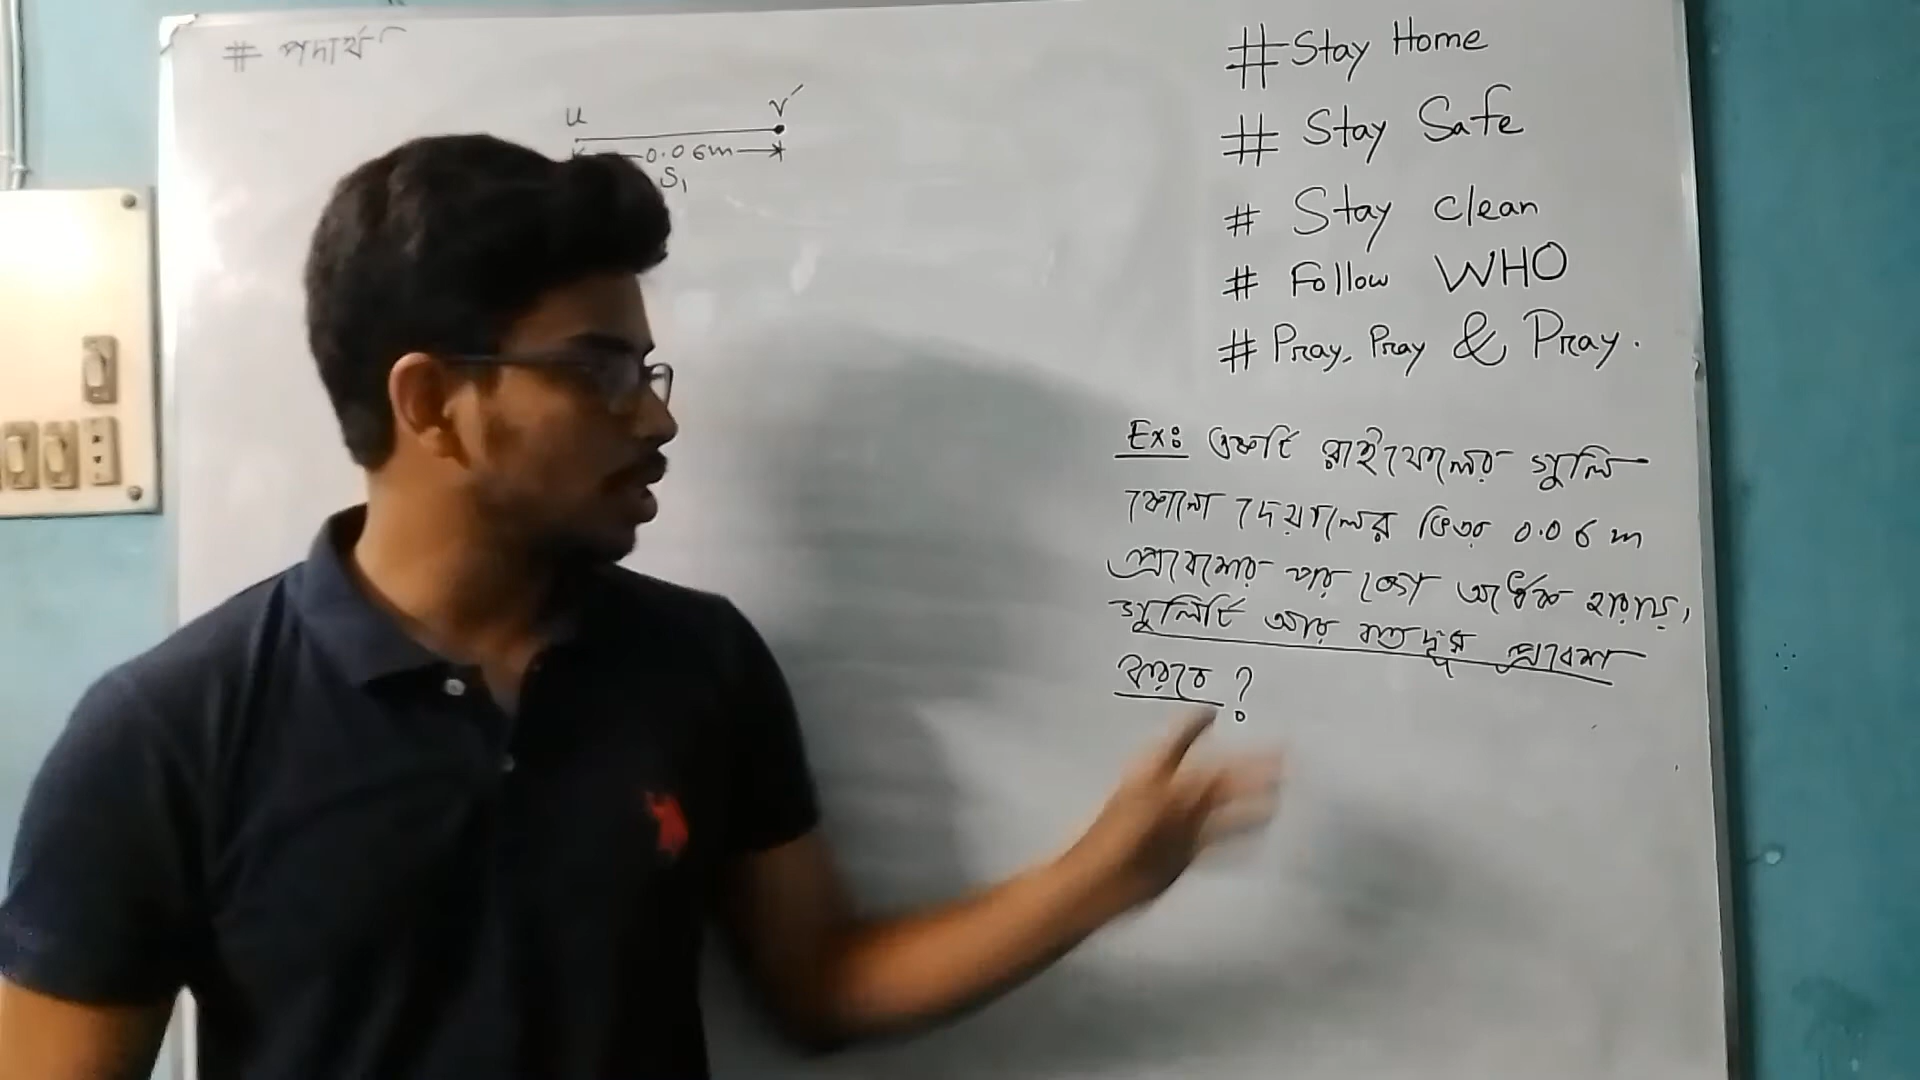 # পদার্থ
u v′
0.06m
S₁
# Stay Home
# Stay Safe
# Stay clean
# Follow WHO
# Pray, Pray & Pray.
Ex: একটি রাইফেলের গুলি
কোনো দেয়ালের ভিতর 0.06 m
প্রবেশের পর বেগ অর্ধেক হারায়,
গুলিটি আর কতদূর প্রবেশ
করবে ?